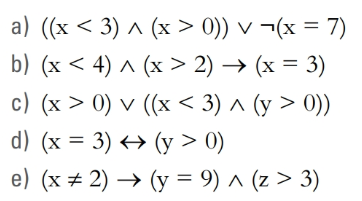 a) ((x < 3) ∧ (x > 0)) ∨ ¬(x = 7)
b) (x < 4) ∧ (x > 2) → (x = 3)
c) (x > 0) ∨ ((x < 3) ∧ (y > 0))
d) (x = 3) ↔ (y > 0)
e) (x ≠ 2) → (y = 9) ∧ (z > 3)